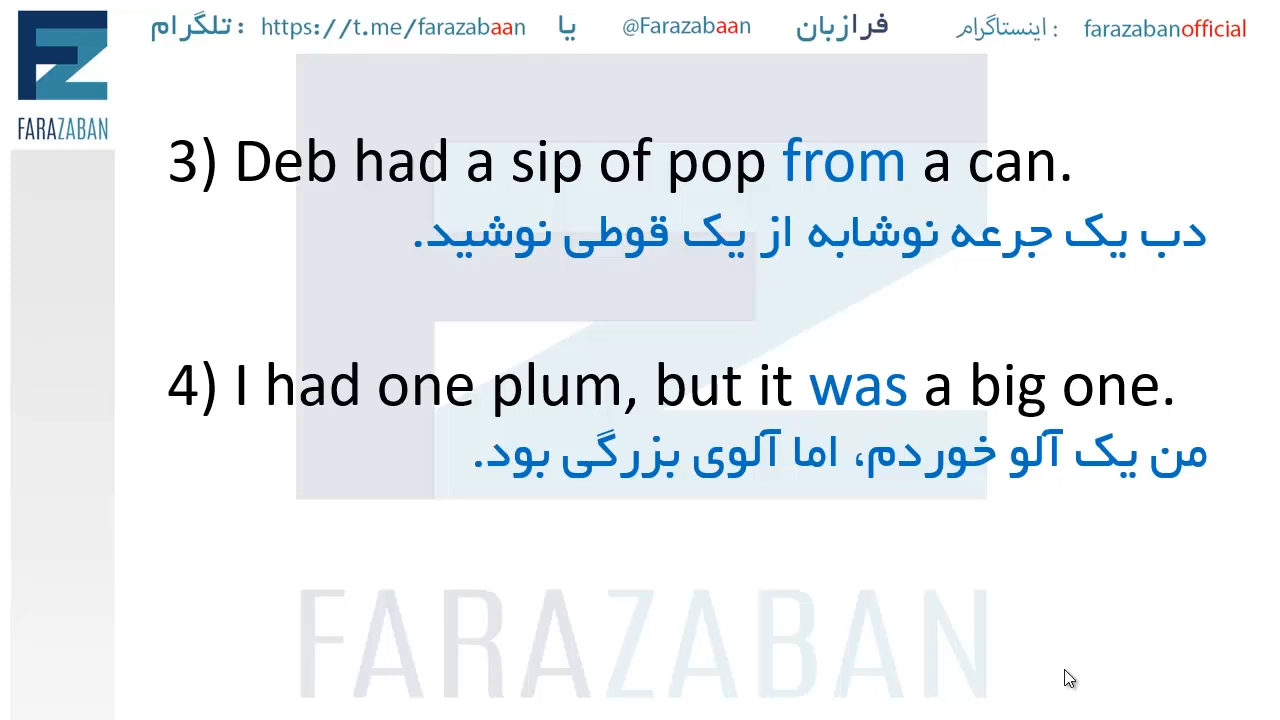 تلگرام : https://t.me/farazabaan یا @Farazabaan فرازبان اینستاگرام : farazabanofficial
FARAZABAN
3) Deb had a sip of pop from a can.
دب یک جرعه نوشابه از یک قوطی نوشید.
4) I had one plum, but it was a big one.
من یک آلو خوردم، اما آلوی بزرگی بود.
FARAZABAN